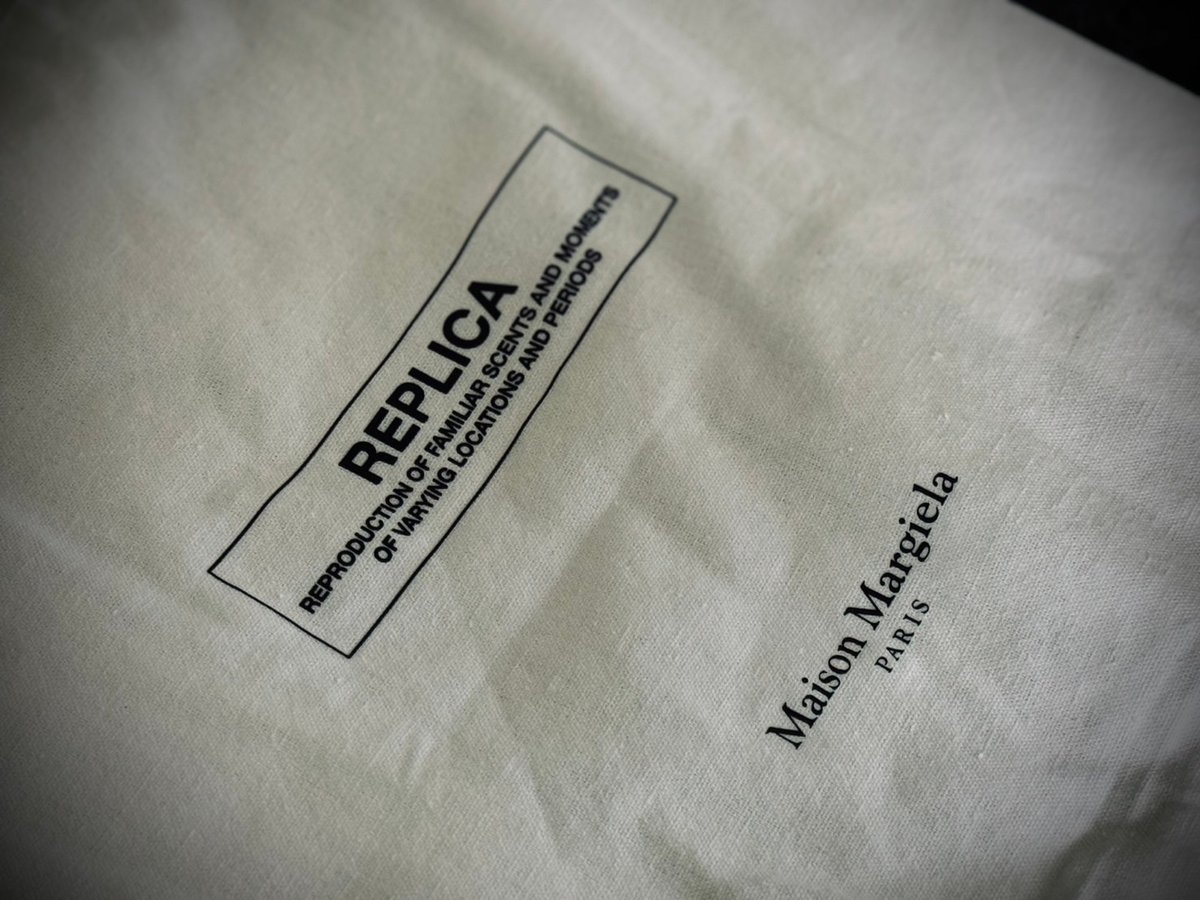 REPLICA
REPRODUCTION OF FAMILIAR SCENTS AND MOMENTS
OF VARYING LOCATIONS AND PERIODS
Maison Margiela
PARIS